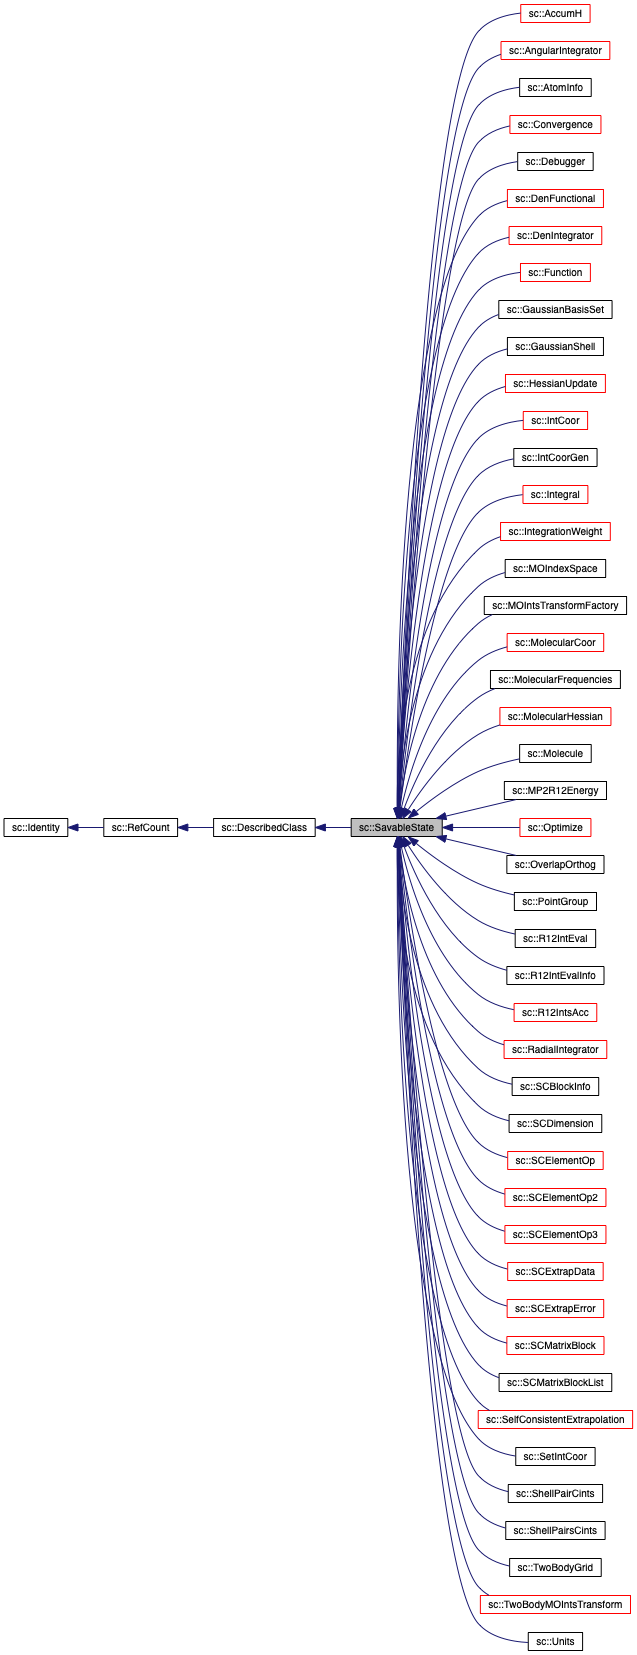 sc::AccumH
sc::AngularIntegrator
sc::AtomInfo
sc::Convergence
sc::Debugger
sc::DenFunctional
sc::DenIntegrator
sc::Function
sc::GaussianBasisSet
sc::GaussianShell
sc::HessianUpdate
sc::IntCoor
sc::IntCoorGen
sc::Integral
sc::IntegrationWeight
sc::MOIndexSpace
sc::MOIntsTransformFactory
sc::MolecularCoor
sc::MolecularFrequencies
sc::MolecularHessian
sc::Molecule
sc::MP2R12Energy
sc::Identity
sc::RefCount
sc::DescribedClass
sc::SavableState
sc::Optimize
sc::OverlapOrthog
sc::PointGroup
sc::R12IntEval
sc::R12IntEvalInfo
sc::R12IntsAcc
sc::RadialIntegrator
sc::SCBlockInfo
sc::SCDimension
sc::SCElementOp
sc::SCElementOp2
sc::SCElementOp3
sc::SCExtrapData
sc::SCExtrapError
sc::SCMatrixBlock
sc::SCMatrixBlockList
sc::SelfConsistentExtrapolation
sc::SetIntCoor
sc::ShellPairCints
sc::ShellPairsCints
sc::TwoBodyGrid
sc::TwoBodyMOIntsTransform
sc::Units